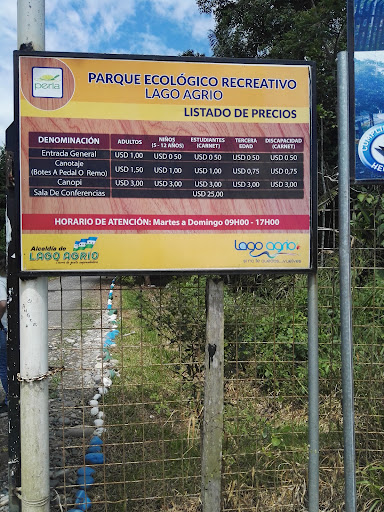 perla
PARQUE ECOLÓGICO RECREATIVO
LAGO AGRIO
LISTADO DE PRECIOS
DENOMINACIÓN ADULTOS NIÑOS (5 - 12 AÑOS) ESTUDIANTES (CARNET) TERCERA EDAD DISCAPACIDAD (CARNET)
Entrada General USD 1,00 USD 0 50 USD 0 50 USD 0 50 USD 0 50
Canotaje
(Botes A Pedal O Remo) USD 1,50 USD 1,00 USD 1,00 USD 0,75 USD 0,75
Canopi USD 3,00 USD 3,00 USD 3,00 USD 3,00 USD 3,00
Sala De Conferencias USD 25,00
HORARIO DE ATENCIÓN: Martes a Domingo 09H00 - 17H00
Alcaldía de
LAGO AGRIO
Lago agrio